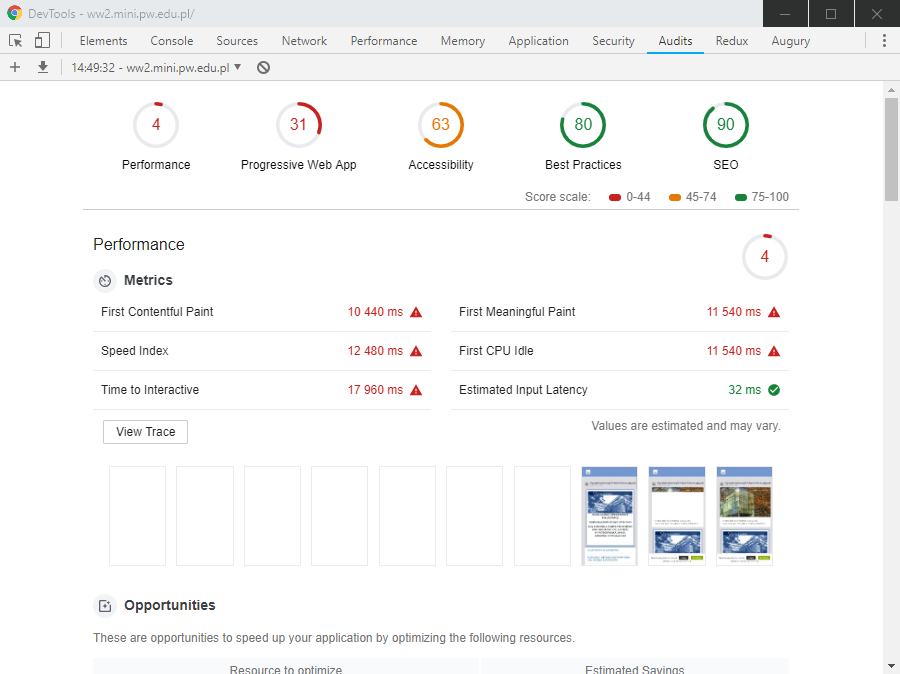 DevTools - ww2.mini.pw.edu.pl/
Elements Console Sources Network Performance Memory Application Security Audits Redux Augury
14:49:32 - ww2.mini.pw.edu.pl
4 31 63 80 90
Performance Progressive Web App Accessibility Best Practices SEO
Score scale: 0-44 45-74 75-100
Performance 4
Metrics
First Contentful Paint 10 440 ms First Meaningful Paint 11 540 ms
Speed Index 12 480 ms First CPU Idle 11 540 ms
Time to Interactive 17 960 ms Estimated Input Latency 32 ms
View Trace Values are estimated and may vary.
Opportunities
These are opportunities to speed up your application by optimizing the following resources.
Resource to optimize Estimated Savings